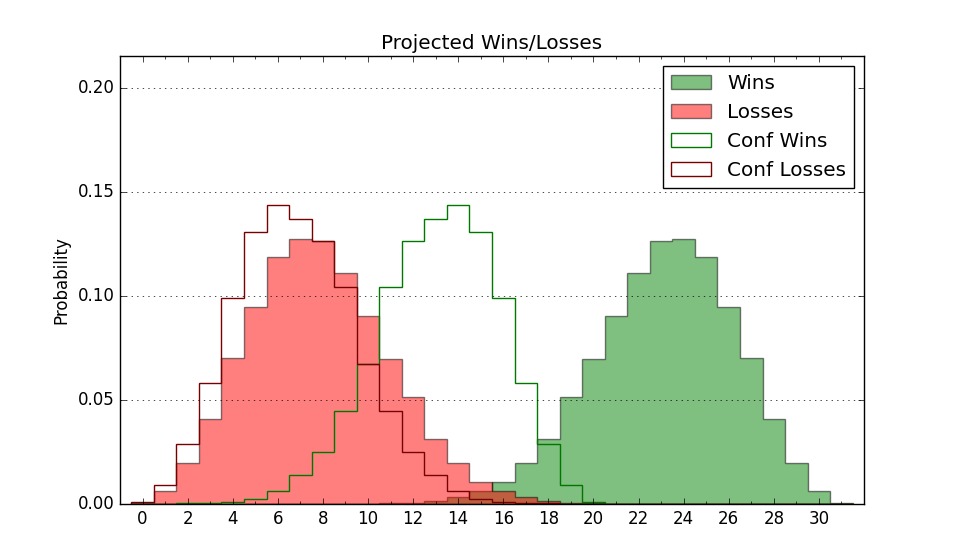 Projected Wins/Losses
Wins
Losses
Conf Wins
Conf Losses
Probability
0.20
0.15
0.10
0.05
0.00
0 2 4 6 8 10 12 14 16 18 20 22 24 26 28 30